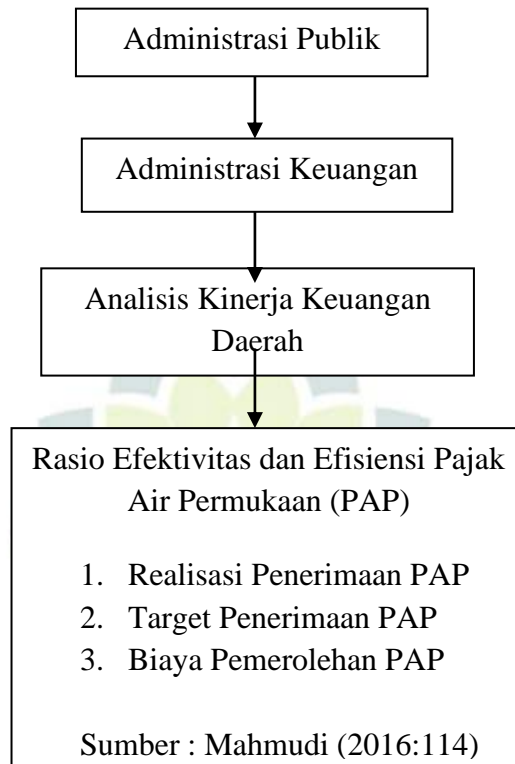 Administrasi Publik
Administrasi Keuangan
Analisis Kinerja Keuangan
Daerah
Rasio Efektivitas dan Efisiensi Pajak
Air Permukaan (PAP)
1. Realisasi Penerimaan PAP
2. Target Penerimaan PAP
3. Biaya Pemerolehan PAP
Sumber : Mahmudi (2016:114)